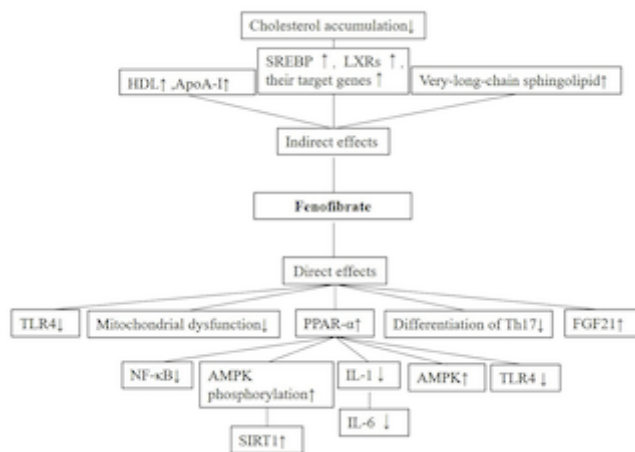 Cholesterol accumulation↓
SREBP ↑ , LXRs ↑ ,
their target genes ↑
HDL↑ ,ApoA-I↑
Very-long-chain sphingolipid↑
Indirect effects
Fenofibrate
Direct effects
TLR4↓
Mitochondrial dysfunction↓
PPAR-α↑
Differentiation of Th17↓
FGF21↑
NF-κB↓
AMPK
phosphorylation↑
IL-1 ↓
AMPK↑
TLR4 ↓
SIRT1↑
IL-6 ↓